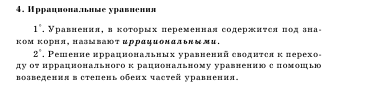 4. Иррациональные уравнения
1°. Уравнения, в которых переменная содержится под зна-
ком корня, называют иррациональными.
2°. Решение иррациональных уравнений сводится к перехо-
ду от иррационального к рациональному уравнению с помощью
возведения в степень обеих частей уравнения.